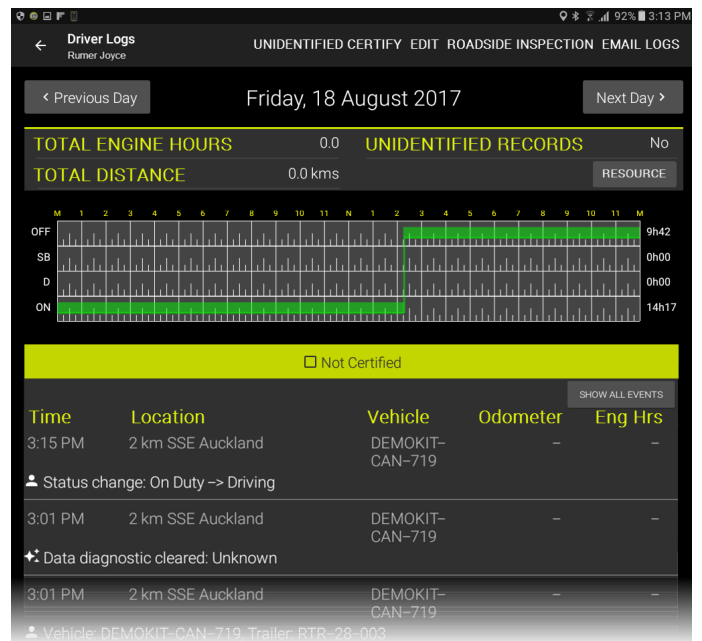 92% 3:13 PM
Driver Logs
Rumer Joyce
UNIDENTIFIED CERTIFY EDIT ROADSIDE INSPECTION EMAIL LOGS
< Previous Day
Friday, 18 August 2017
Next Day >
TOTAL ENGINE HOURS 0.0 UNIDENTIFIED RECORDS No
TOTAL DISTANCE 0.0 kms RESOURCE
M 1 2 3 4 5 6 7 8 9 10 11 N 1 2 3 4 5 6 7 8 9 10 11 M
OFF 9h42
SB 0h00
D 0h00
ON 14h17
Not Certified
SHOW ALL EVENTS
Time Location Vehicle Odometer Eng Hrs
3:15 PM 2 km SSE Auckland DEMOKIT– – –
CAN–719
Status change: On Duty –> Driving
3:01 PM 2 km SSE Auckland DEMOKIT– – –
CAN–719
Data diagnostic cleared: Unknown
3:01 PM 2 km SSE Auckland DEMOKIT– – –
CAN–719
Vehicle: DEMOKIT–CAN–719, Trailer: RTR–28–003